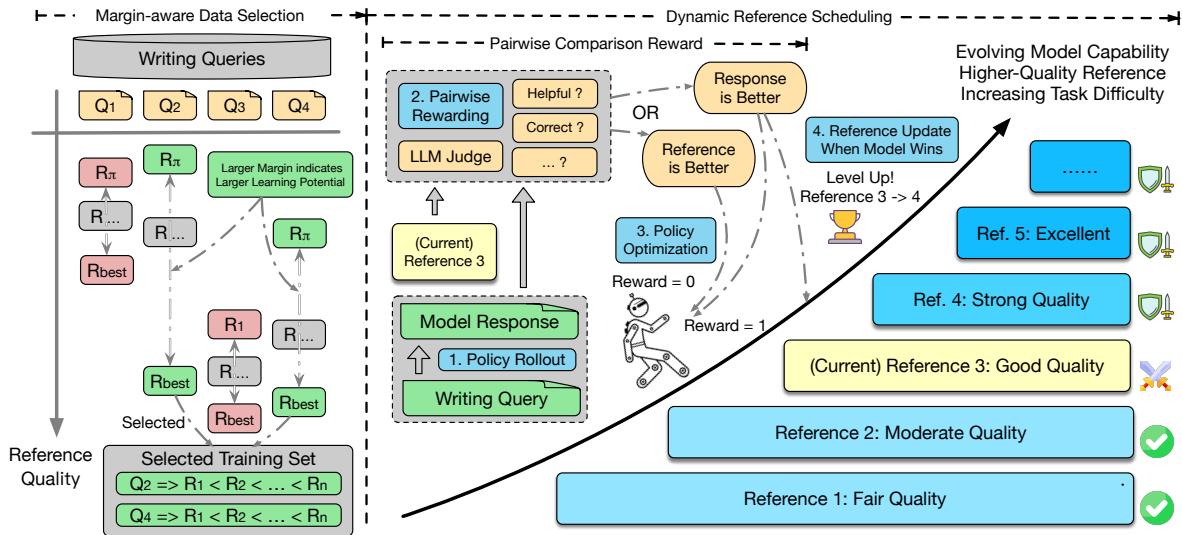 Margin-aware Data Selection
Dynamic Reference Scheduling
Writing Queries
Q1
Q2
Q3
Q4
Rπ
R...
Rbest
Rπ
R...
Rbest
Larger Margin indicates
Larger Learning Potential
R1
R...
Rbest
Rπ
R...
Rbest
Selected
Reference
Quality
Selected Training Set
Q2 => R1 < R2 < ... < Rn
Q4 => R1 < R2 < ... < Rn
Pairwise Comparison Reward
2. Pairwise
Rewarding
LLM Judge
Helpful ?
Correct ?
... ?
OR
Response
is Better
Reference
is Better
(Current)
Reference 3
Model Response
1. Policy Rollout
Writing Query
3. Policy
Optimization
Reward = 0
Reward = 1
4. Reference Update
When Model Wins
Level Up!
Reference 3 -> 4
Evolving Model Capability
Higher-Quality Reference
Increasing Task Difficulty
......
Ref. 5: Excellent
Ref. 4: Strong Quality
(Current) Reference 3: Good Quality
Reference 2: Moderate Quality
Reference 1: Fair Quality